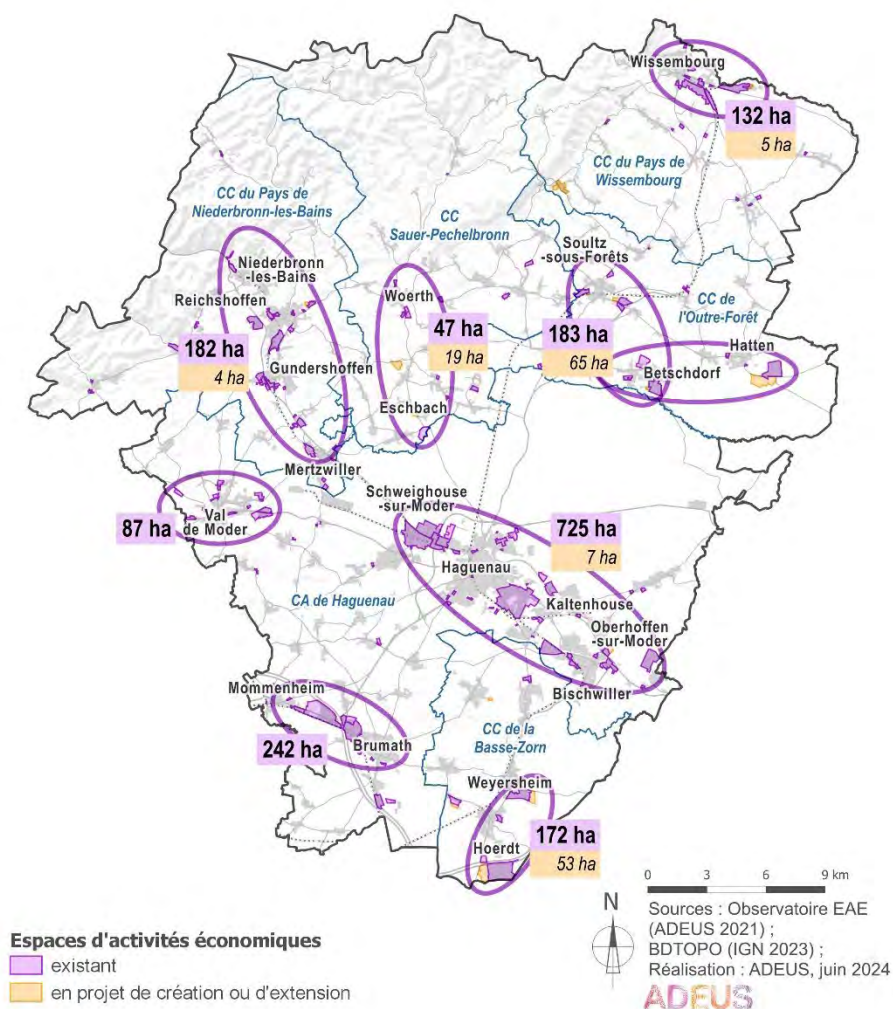 Wissembourg
132 ha
5 ha
CC du Pays de
Wissembourg
CC du Pays de
Niederbronn-les-Bains
CC
Sauer-Pechelbronn
Niederbronn
-les-Bains
Soultz
-sous-Forêts
Reichshoffen
Woerth
CC de
l'Outre-Forêt
182 ha
4 ha
47 ha
19 ha
183 ha
65 ha
Hatten
Gundershoffen
Betschdorf
Eschbach
Mertzwiller
Schweighouse
-sur-Moder
Val
de Moder
87 ha
725 ha
7 ha
Haguenau
CA de Haguenau
Kaltenhouse
Oberhoffen
-sur-Moder
Mommenheim
Bischwiller
Brumath
242 ha
CC de la
Basse-Zorn
Weyersheim
Hoerdt
172 ha
53 ha
0 3 6 9 km
N
Sources : Observatoire EAE
(ADEUS 2021) ;
BDTOPO (IGN 2023) ;
Réalisation : ADEUS, juin 2024
ADEUS
Espaces d'activités économiques
existant
en projet de création ou d'extension